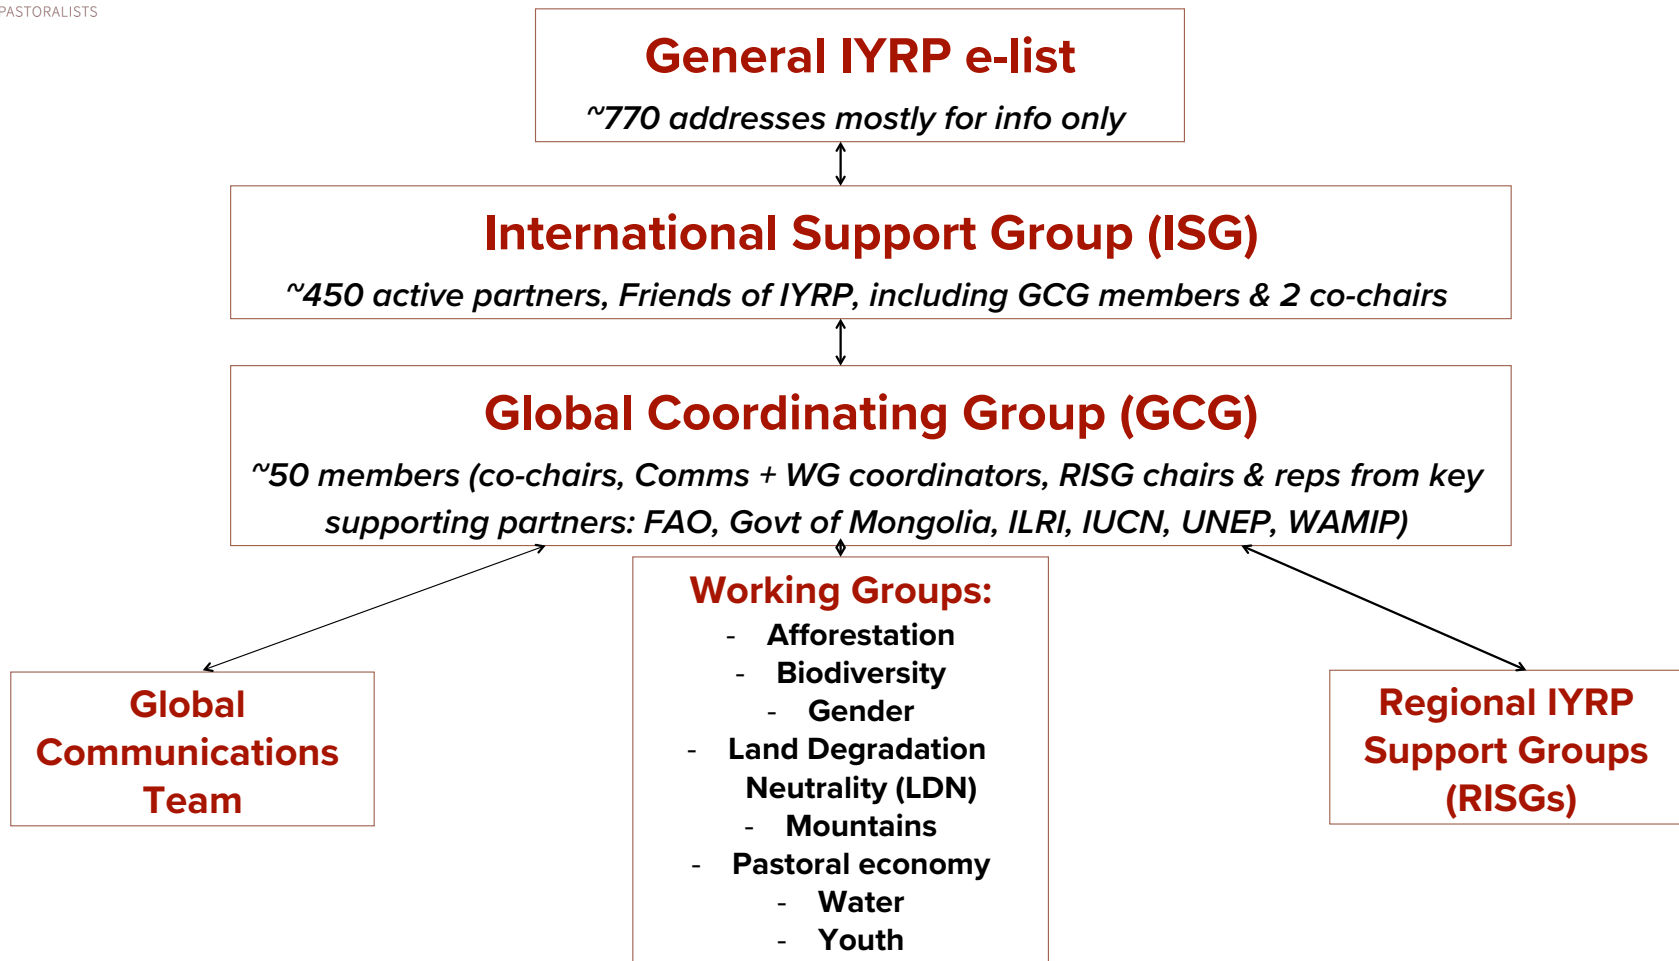 PASTORALISTS
General IYRP e-list
~770 addresses mostly for info only
International Support Group (ISG)
~450 active partners, Friends of IYRP, including GCG members & 2 co-chairs
Global Coordinating Group (GCG)
~50 members (co-chairs, Comms + WG coordinators, RISG chairs & reps from key
supporting partners: FAO, Govt of Mongolia, ILRI, IUCN, UNEP, WAMIP)
Global
Communications
Team
Working Groups:
- Afforestation
- Biodiversity
- Gender
- Land Degradation
Neutrality (LDN)
- Mountains
- Pastoral economy
- Water
- Youth
Regional IYRP
Support Groups
(RISGs)